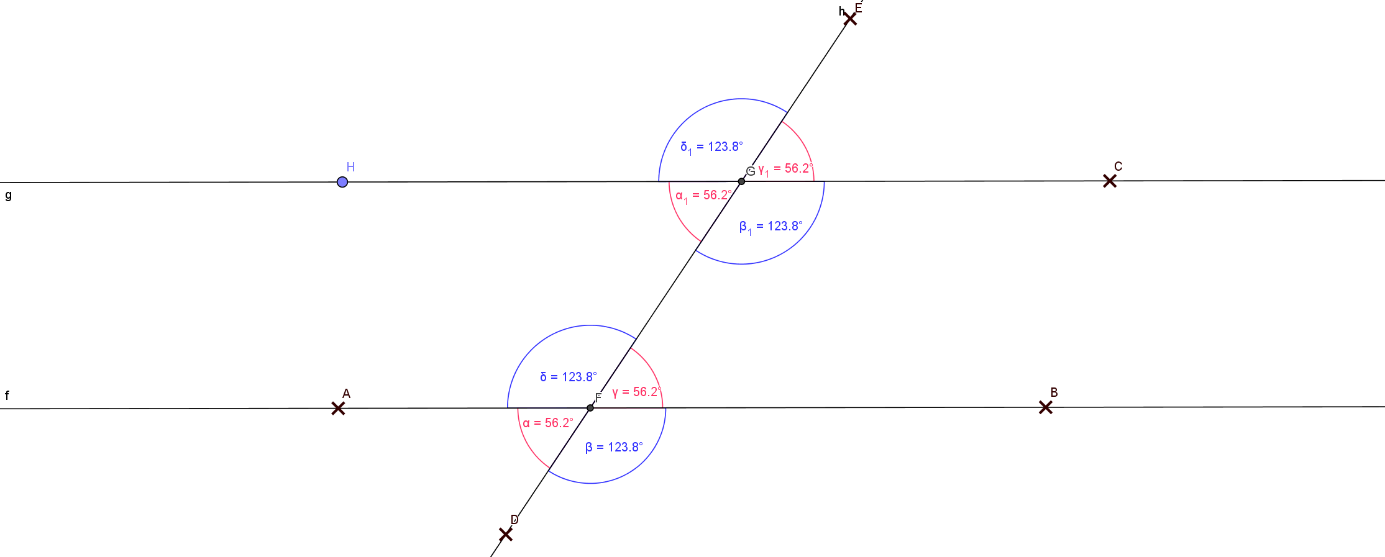 h E
δ₁ = 123.8°
H
G γ₁ = 56.2°
C
g
α₁ = 56.2°
β₁ = 123.8°
δ = 123.8°
f
A
F
γ = 56.2°
B
α = 56.2°
β = 123.8°
D